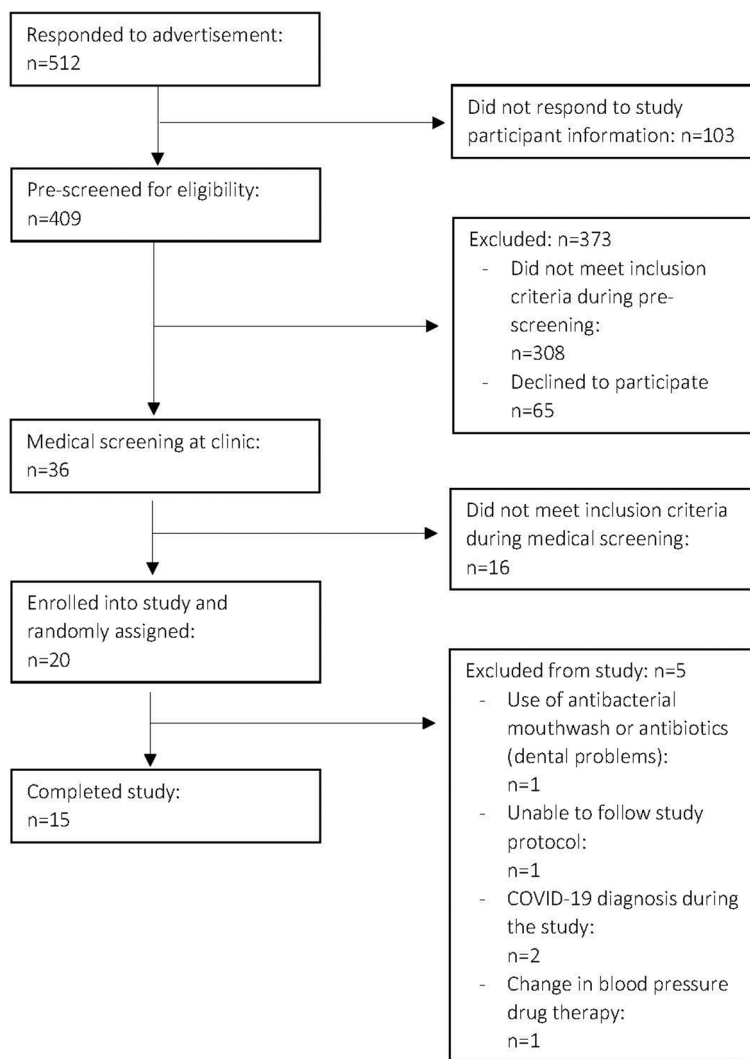 Responded to advertisement:
n=512
Did not respond to study
participant information: n=103
Pre-screened for eligibility:
n=409
Excluded: n=373
- Did not meet inclusion
criteria during pre-
screening:
n=308
- Declined to participate
n=65
Medical screening at clinic:
n=36
Did not meet inclusion criteria
during medical screening:
n=16
Enrolled into study and
randomly assigned:
n=20
Excluded from study: n=5
- Use of antibacterial
mouthwash or antibiotics
(dental problems):
n=1
- Unable to follow study
protocol:
n=1
- COVID-19 diagnosis during
the study:
n=2
- Change in blood pressure
drug therapy:
n=1
Completed study:
n=15